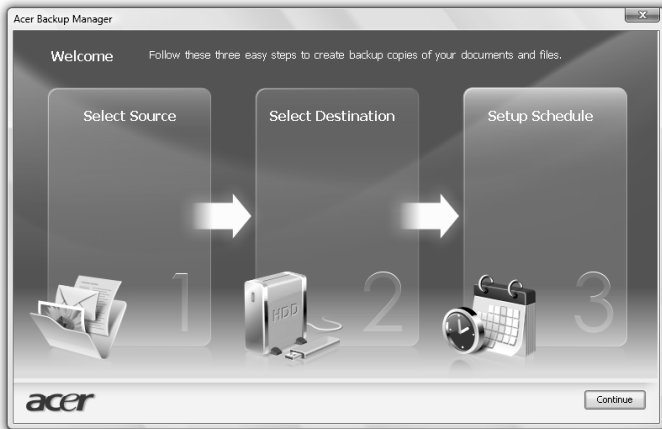 Acer Backup Manager
Welcome
Follow these three easy steps to create backup copies of your documents and files.
Select Source
Select Destination
Setup Schedule
1
HDD
2
3
acer
Continue